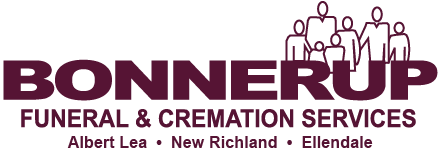 BONNERUP
FUNERAL & CREMATION SERVICES
Albert Lea • New Richland • Ellendale